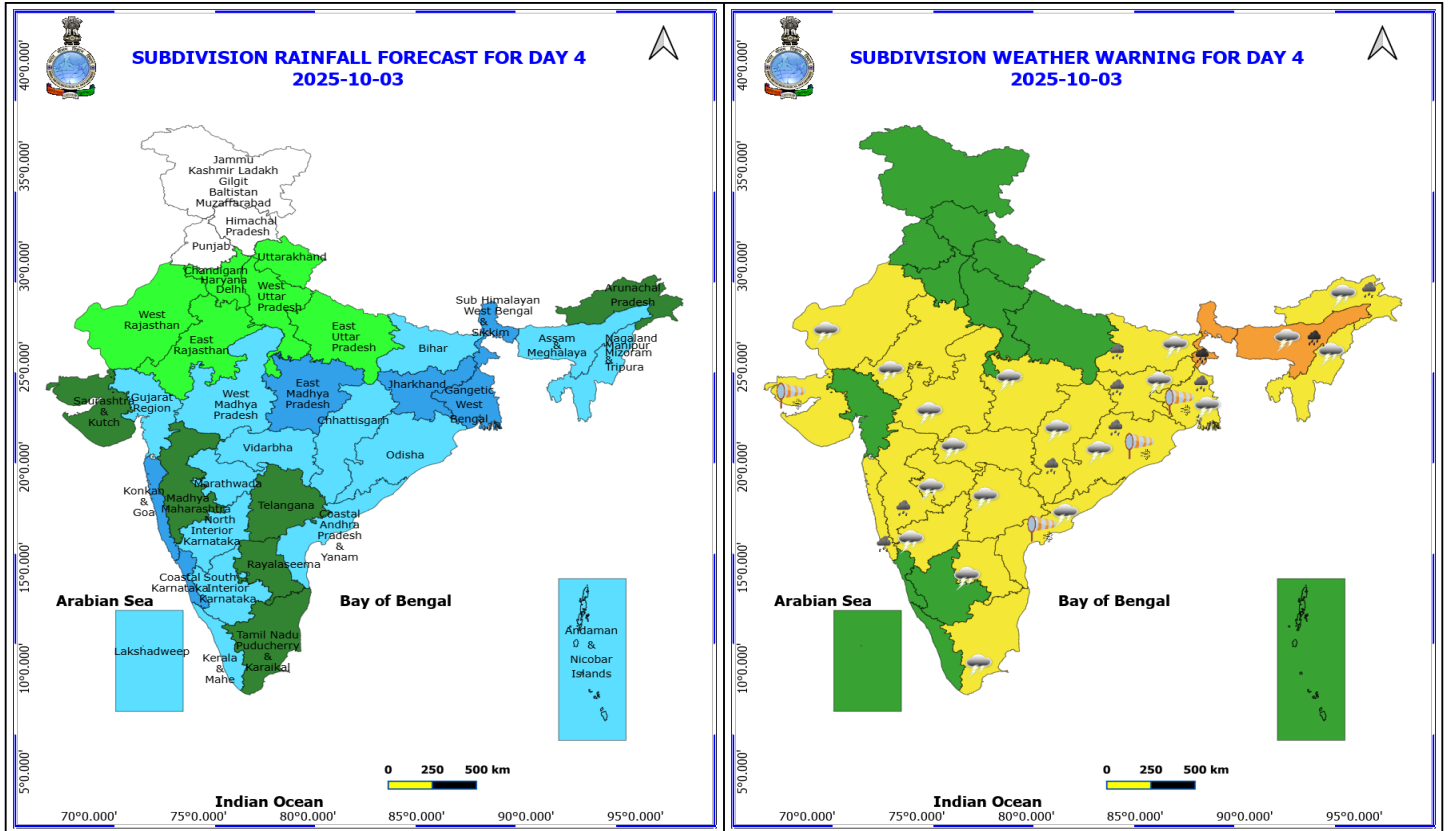 SUBDIVISION RAINFALL FORECAST FOR DAY 4
2025-10-03
40°0.000'
35°0.000'
30°0.000'
25°0.000'
20°0.000'
15°0.000'
10°0.000'
5°0.000'
Jammu
Kashmir Ladakh
Gilgit
Baltistan
Muzaffarabad
Himachal
Pradesh
Punjab
Uttarakhand
Chandigarh
Haryana
Delhi
West
Uttar
Pradesh
West
Rajasthan
East
Rajasthan
East
Uttar
Pradesh
Sub Himalayan
West Bengal
&
Sikkim
Arunachal
Pradesh
Assam
&
Meghalaya
Nagaland
Manipur
Mizoram
&
Tripura
Bihar
Saurashtra
&
Kutch
Gujarat
Region
West
Madhya
Pradesh
East
Madhya
Pradesh
Jharkhand
Gangetic
West
Bengal
Chhattisgarh
Vidarbha
Odisha
Konkan
&
Goa
Madhya
Maharashtra
Marathwada
Telangana
North
Interior
Karnataka
Coastal
Andhra
Pradesh
&
Yanam
Rayalaseema
Coastal
Karnataka
South
Interior
Karnataka
Arabian Sea
Bay of Bengal
Lakshadweep
Kerala
&
Mahe
Tamil Nadu
Puducherry
&
Karaikal
Andaman
&
Nicobar
Islands
0 250 500 km
Indian Ocean
70°0.000' 75°0.000' 80°0.000' 85°0.000' 90°0.000' 95°0.000'
SUBDIVISION WEATHER WARNING FOR DAY 4
2025-10-03
40°0.000'
35°0.000'
30°0.000'
25°0.000'
20°0.000'
15°0.000'
10°0.000'
5°0.000'
Arabian Sea
Bay of Bengal
0 250 500 km
Indian Ocean
70°0.000' 75°0.000' 80°0.000' 85°0.000' 90°0.000' 95°0.000'